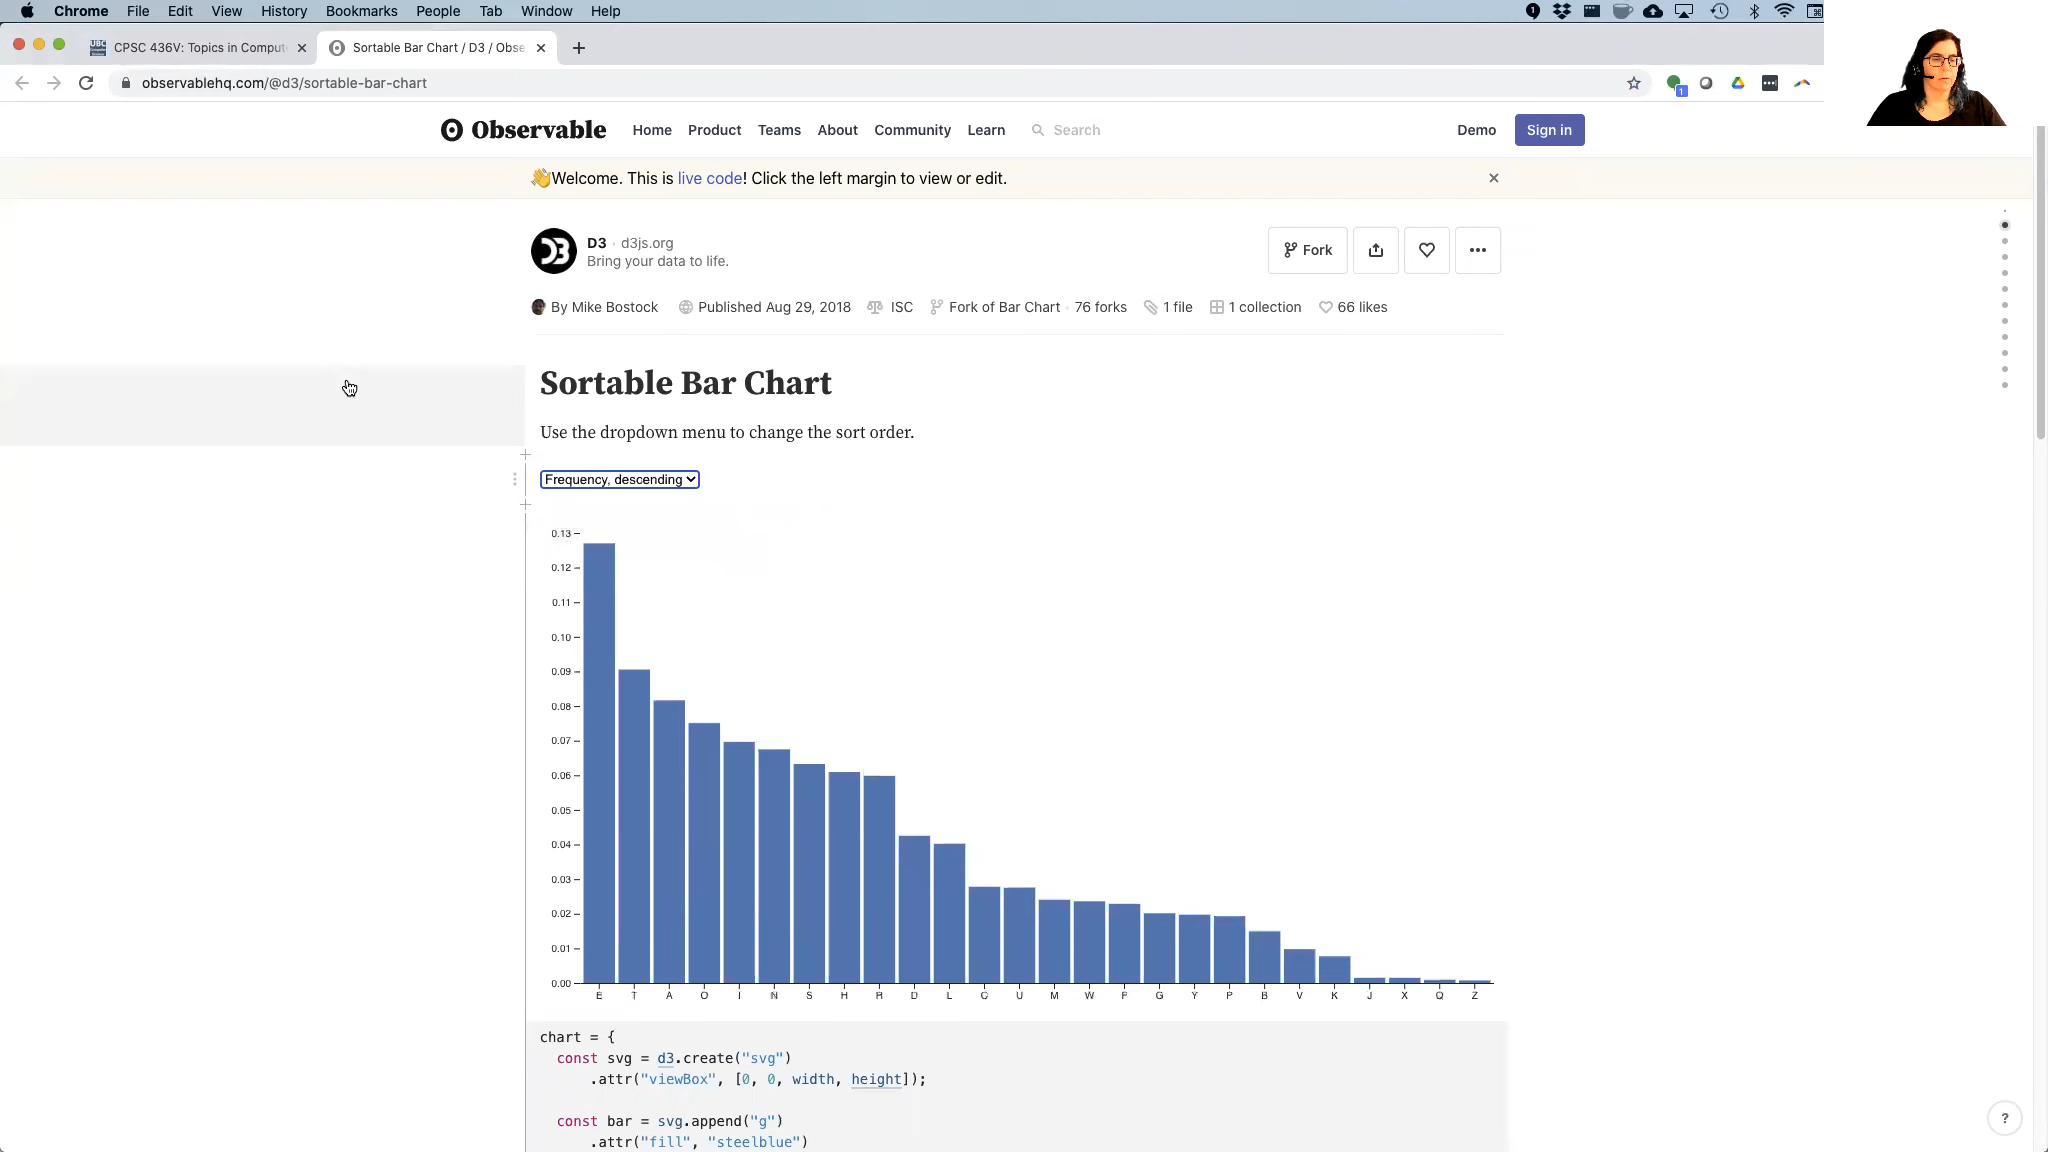 Chrome File Edit View History Bookmarks People Tab Window Help
CPSC 436V: Topics in Comput
Sortable Bar Chart / D3 / Obse
observablehq.com/@d3/sortable-bar-chart
1
Observable Home Product Teams About Community Learn Search Demo Sign in
👋Welcome. This is live code! Click the left margin to view or edit.
D3 · d3js.org
Bring your data to life.
Fork
By Mike Bostock Published Aug 29, 2018 ISC Fork of Bar Chart · 76 forks 1 file 1 collection 66 likes
Sortable Bar Chart
Use the dropdown menu to change the sort order.
Frequency, descending
0.13
0.12
0.11
0.10
0.09
0.08
0.07
0.06
0.05
0.04
0.03
0.02
0.01
0.00
E T A O I N S H R D L C U M W F G Y P B V K J X Q Z
chart = {
const svg = d3.create("svg")
.attr("viewBox", [0, 0, width, height]);
const bar = svg.append("g")
.attr("fill", "steelblue")
?